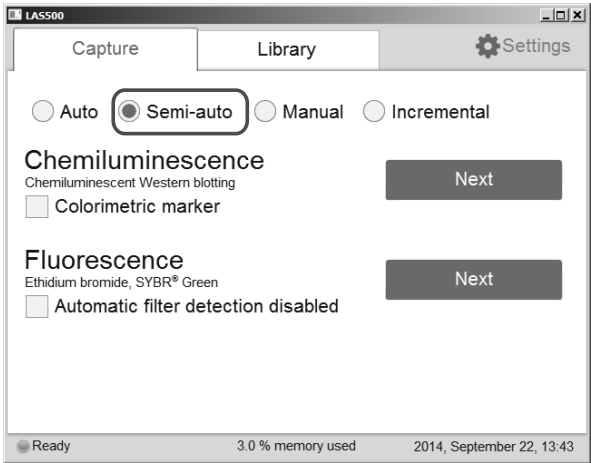 LAS500
Capture Library Settings
Auto Semi-auto Manual Incremental
Chemiluminescence
Chemiluminescent Western blotting
Next
Colorimetric marker
Fluorescence
Ethidium bromide, SYBR® Green
Next
Automatic filter detection disabled
Ready 3.0 % memory used 2014, September 22, 13:43